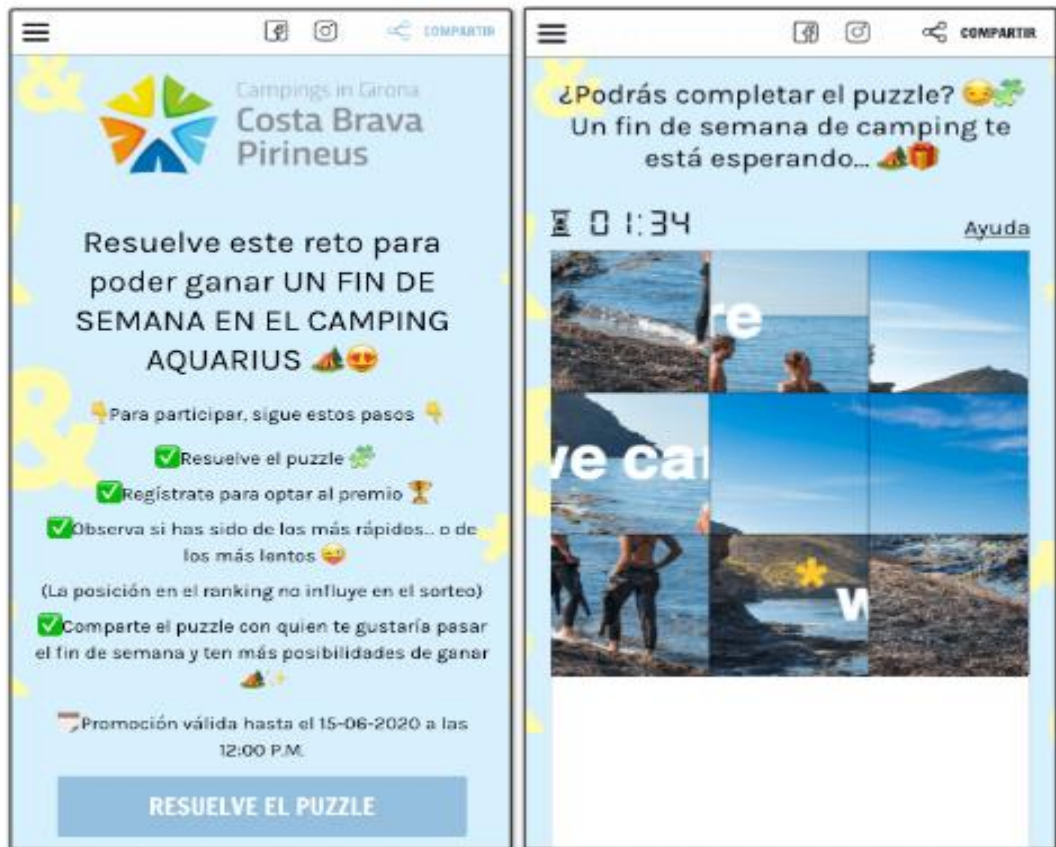 COMPARTIR
Campings in Girona
Costa Brava
Pirineus
Resuelve este reto para
poder ganar UN FIN DE
SEMANA EN EL CAMPING
AQUARIUS 🏕️😍
👇Para participar, sigue estos pasos 👇
✅Resuelve el puzzle 🧩
✅Regístrate para optar al premio 🏆
✅Observa si has sido de los más rápidos... o de
los más lentos 😜
(La posición en el ranking no influye en el sorteo)
✅Comparte el puzzle con quien te gustaría pasar
el fin de semana y ten más posibilidades de ganar
🏕️✨
🗓️Promoción válida hasta el 15-06-2020 a las
12:00 P.M.
RESUELVE EL PUZZLE
COMPARTIR
¿Podrás completar el puzzle? 😏🧩
Un fin de semana de camping te
está esperando... 🏕️🎁
01:34
Ayuda
re
ve car
* w